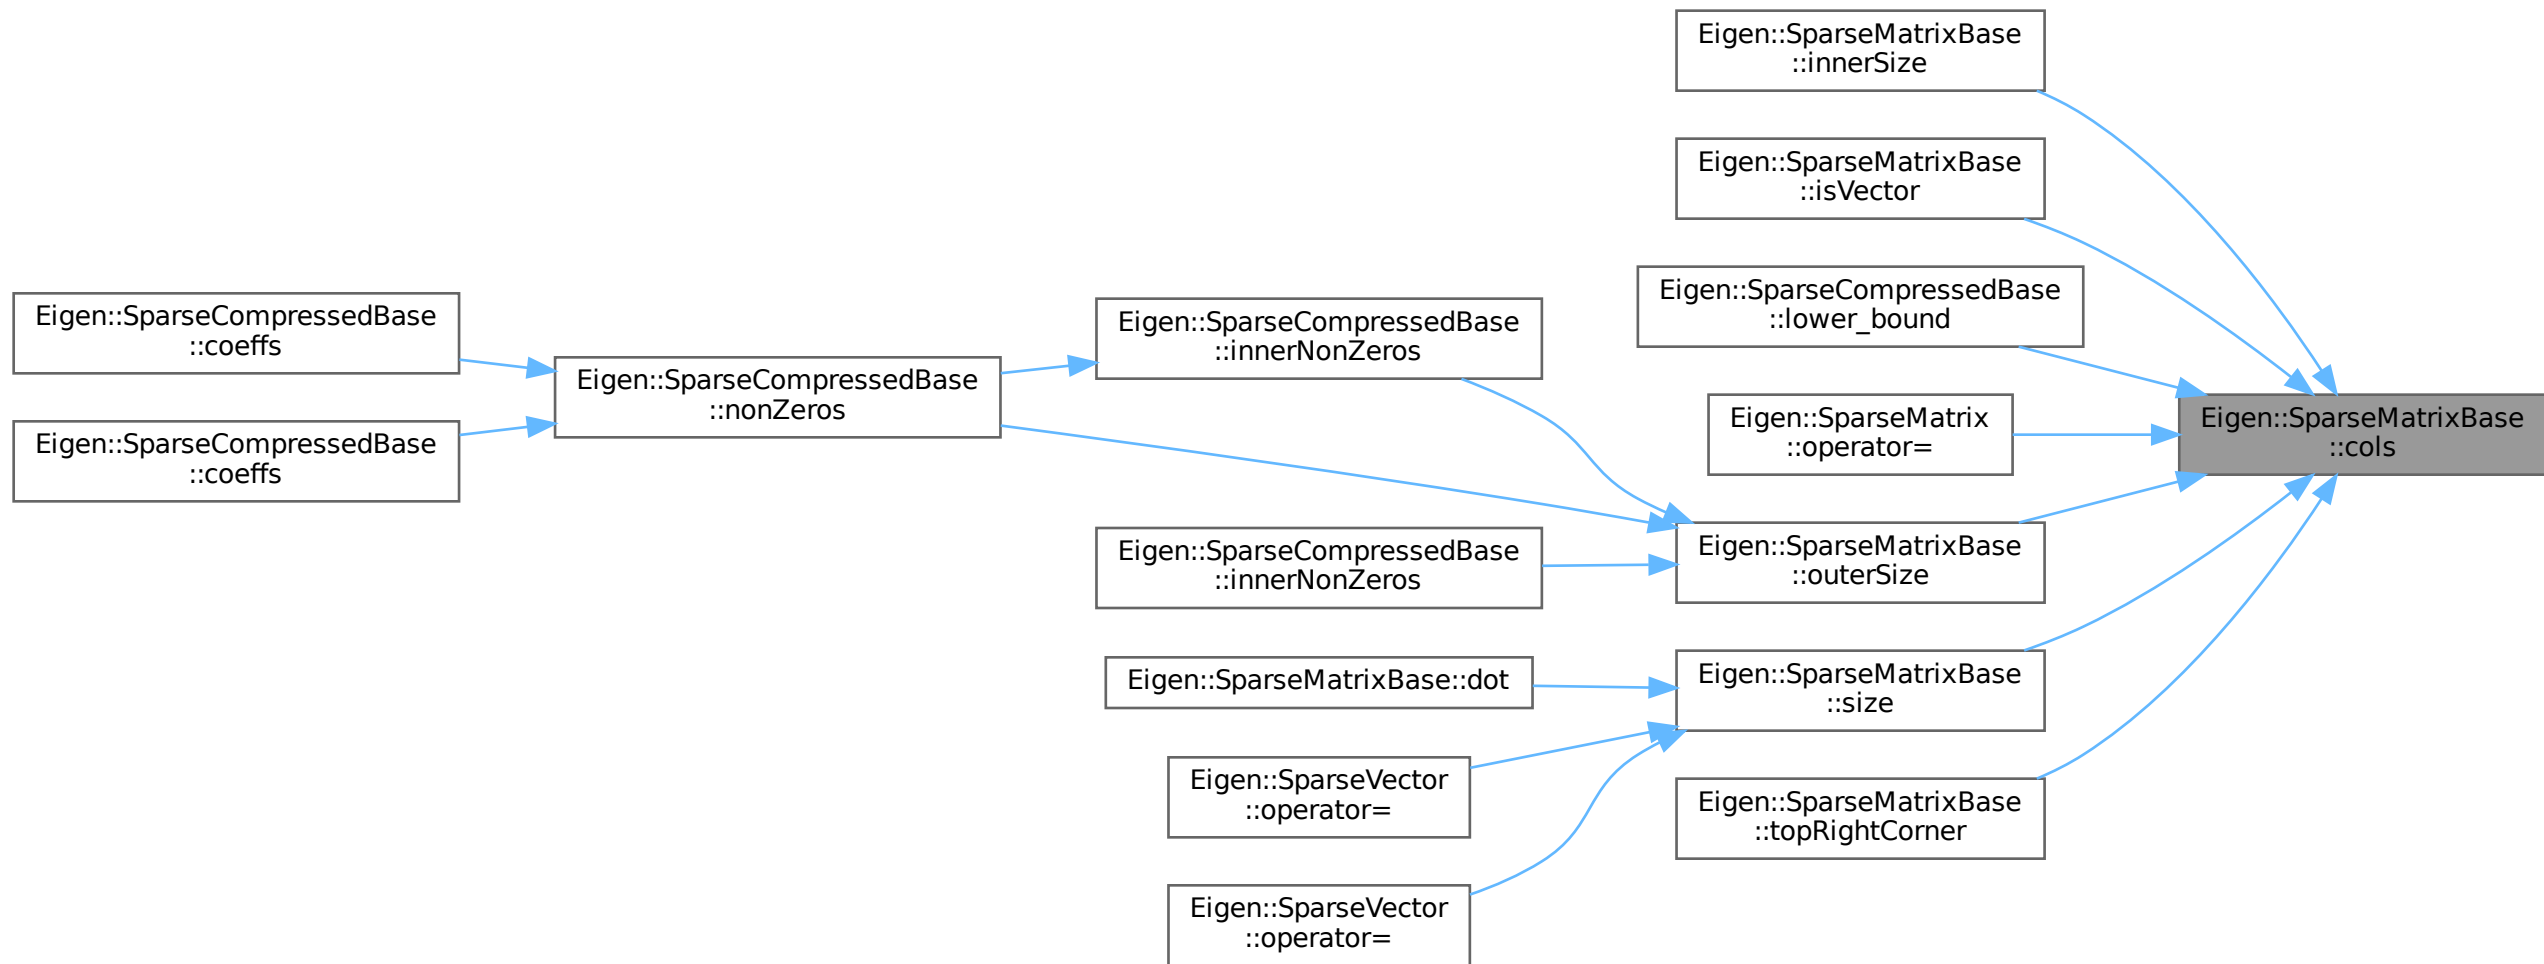 Eigen::SparseMatrixBase
::innerSize
Eigen::SparseMatrixBase
::isVector
Eigen::SparseCompressedBase
::lower_bound
Eigen::SparseCompressedBase
::coeffs
Eigen::SparseCompressedBase
::innerNonZeros
Eigen::SparseCompressedBase
::nonZeros
Eigen::SparseMatrix
::operator=
Eigen::SparseMatrixBase
::cols
Eigen::SparseCompressedBase
::coeffs
Eigen::SparseCompressedBase
::innerNonZeros
Eigen::SparseMatrixBase
::outerSize
Eigen::SparseMatrixBase::dot
Eigen::SparseMatrixBase
::size
Eigen::SparseVector
::operator=
Eigen::SparseMatrixBase
::topRightCorner
Eigen::SparseVector
::operator=